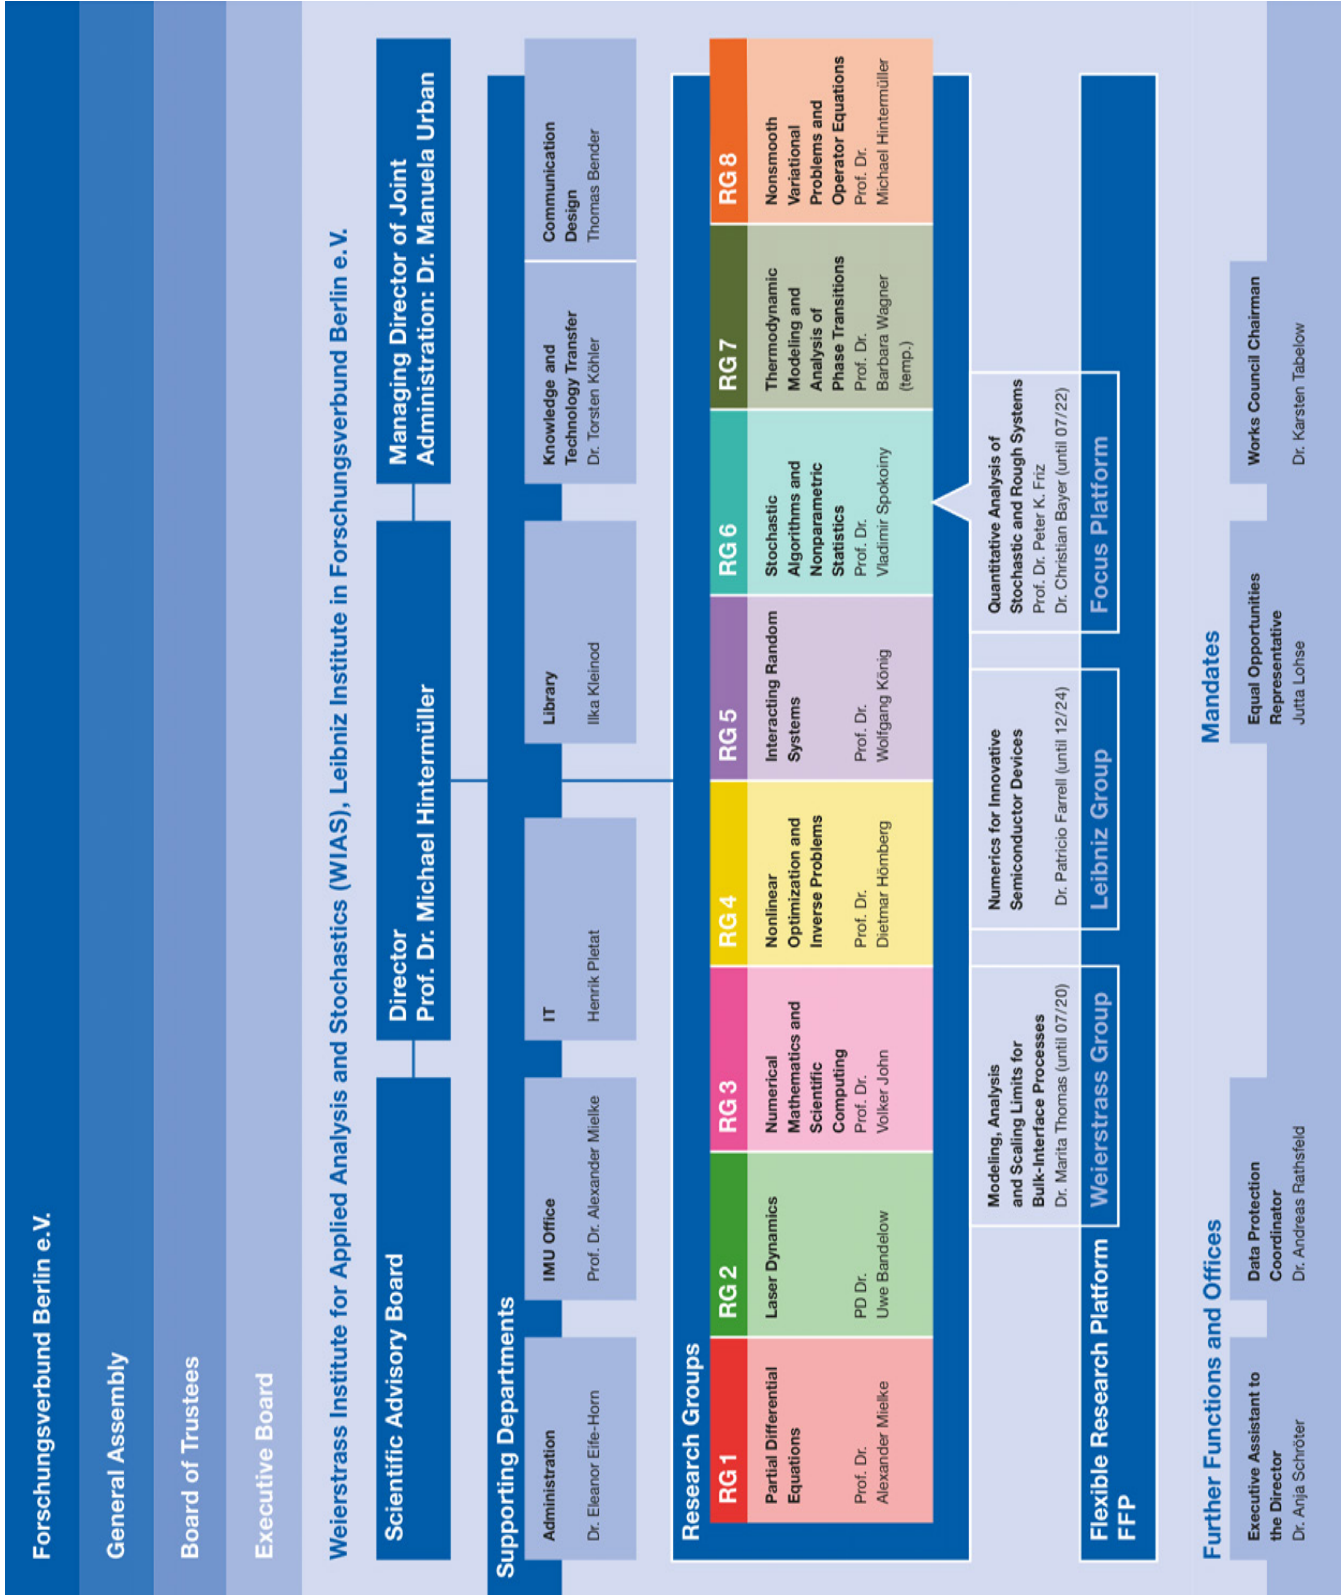 Forschungsverbund Berlin e.V.
General Assembly
Board of Trustees
Executive Board
Weierstrass Institute for Applied Analysis and Stochastics (WIAS), Leibniz Institute in Forschungsverbund Berlin e.V.
Scientific Advisory Board
Director
Prof. Dr. Michael Hintermüller
Managing Director of Joint
Administration: Dr. Manuela Urban
Supporting Departments
Administration
Dr. Eleanor Eife-Horn
IMU Office
Prof. Dr. Alexander Mielke
IT
Henrik Pletat
Library
Ilka Kleinod
Knowledge and
Technology Transfer
Dr. Torsten Köhler
Communication
Design
Thomas Bender
Research Groups
RG 1
Partial Differential
Equations
Prof. Dr.
Alexander Mielke
RG 2
Laser Dynamics
PD Dr.
Uwe Bandelow
RG 3
Numerical
Mathematics and
Scientific
Computing
Prof. Dr.
Volker John
RG 4
Nonlinear
Optimization and
Inverse Problems
Prof. Dr.
Dietmar Hömberg
RG 5
Interacting Random
Systems
Prof. Dr.
Wolfgang König
RG 6
Stochastic
Algorithms and
Nonparametric
Statistics
Prof. Dr.
Vladimir Spokoiny
RG 7
Thermodynamic
Modeling and
Analysis of
Phase Transitions
Prof. Dr.
Barbara Wagner
(temp.)
RG 8
Nonsmooth
Variational
Problems and
Operator Equations
Prof. Dr.
Michael Hintermüller
Flexible Research Platform
FFP
Modeling, Analysis
and Scaling Limits for
Bulk-Interface Processes
Dr. Marita Thomas (until 07/20)
Weierstrass Group
Numerics for Innovative
Semiconductor Devices
Dr. Patricio Farrell (until 12/24)
Leibniz Group
Quantitative Analysis of
Stochastic and Rough Systems
Prof. Dr. Peter K. Friz
Dr. Christian Bayer (until 07/22)
Focus Platform
Further Functions and Offices
Executive Assistant to
the Director
Dr. Anja Schröter
Data Protection
Coordinator
Dr. Andreas Rathsfeld
Mandates
Equal Opportunities
Representative
Jutta Lohse
Works Council Chairman
Dr. Karsten Tabelow